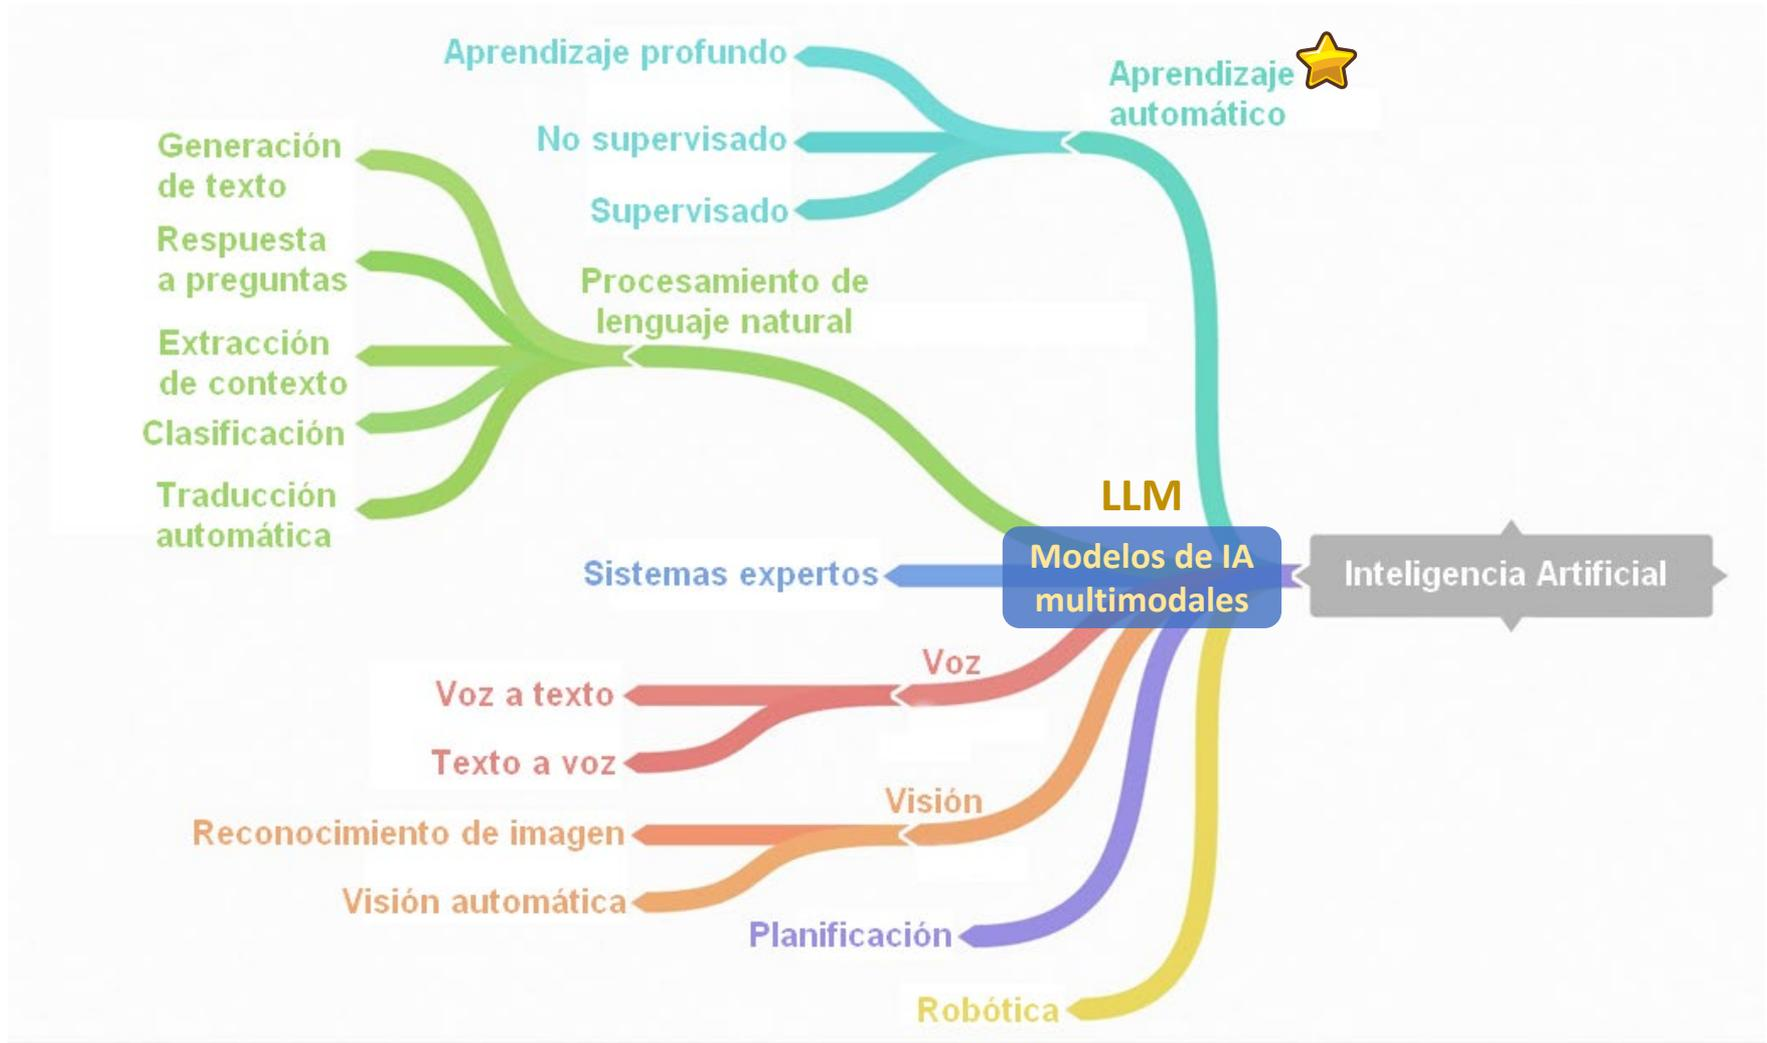 Aprendizaje profundo
No supervisado
Supervisado
Aprendizaje
automático
Generación
de texto
Respuesta
a preguntas
Extracción
de contexto
Clasificación
Traducción
automática
Procesamiento de
lenguaje natural
LLM
Modelos de IA
multimodales
Inteligencia Artificial
Sistemas expertos
Voz
Voz a texto
Texto a voz
Visión
Reconocimiento de imagen
Visión automática
Planificación
Robótica